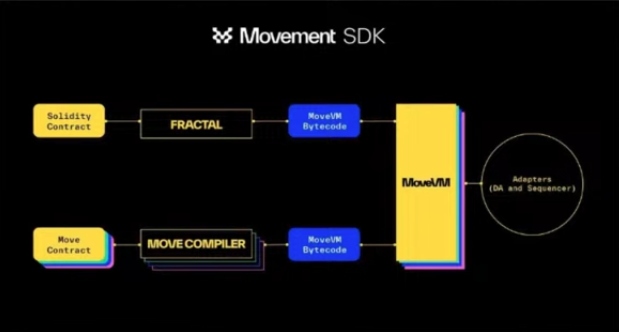 Movement SDK
Solidity
Contract
FRACTAL
MoveVM
Bytecode
MoveVM
Adapters
(DA and Sequencer)
Move
Contract
MOVE COMPILER
MoveVM
Bytecode